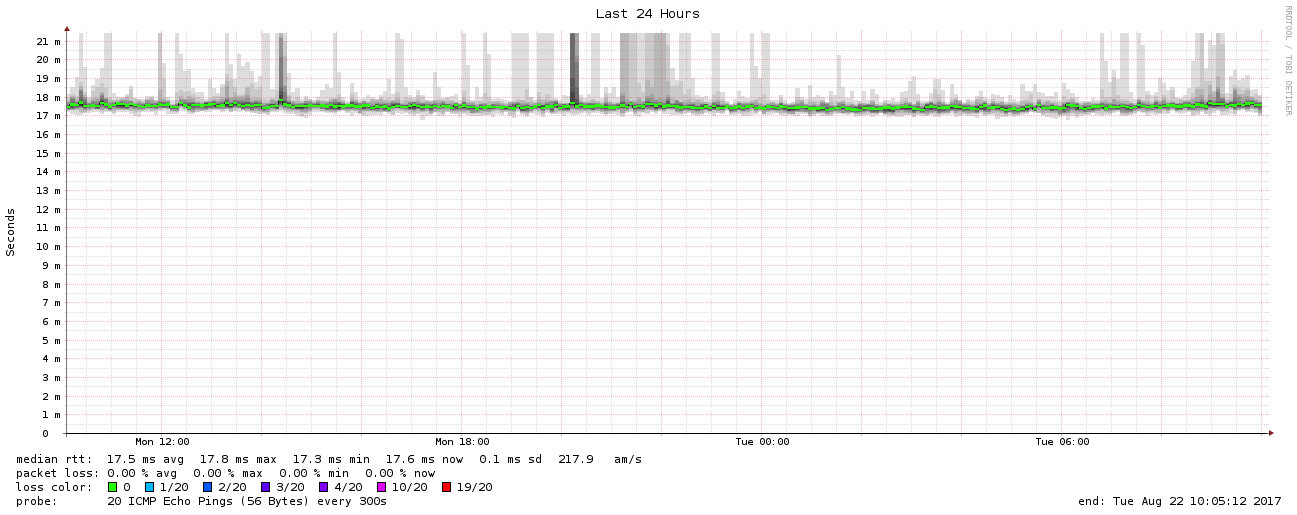 Last 24 Hours
RRDTOOL / TOBI OETIKER
Seconds
21 m
20 m
19 m
18 m
17 m
16 m
15 m
14 m
13 m
12 m
11 m
10 m
9 m
8 m
7 m
6 m
5 m
4 m
3 m
2 m
1 m
0
Mon 12:00 Mon 18:00 Tue 00:00 Tue 06:00
median rtt: 17.5 ms avg 17.8 ms max 17.3 ms min 17.6 ms now 0.1 ms sd 217.9 am/s
packet loss: 0.00 % avg 0.00 % max 0.00 % min 0.00 % now
loss color: 0 1/20 2/20 3/20 4/20 10/20 19/20
probe: 20 ICMP Echo Pings (56 Bytes) every 300s end: Tue Aug 22 10:05:12 2017